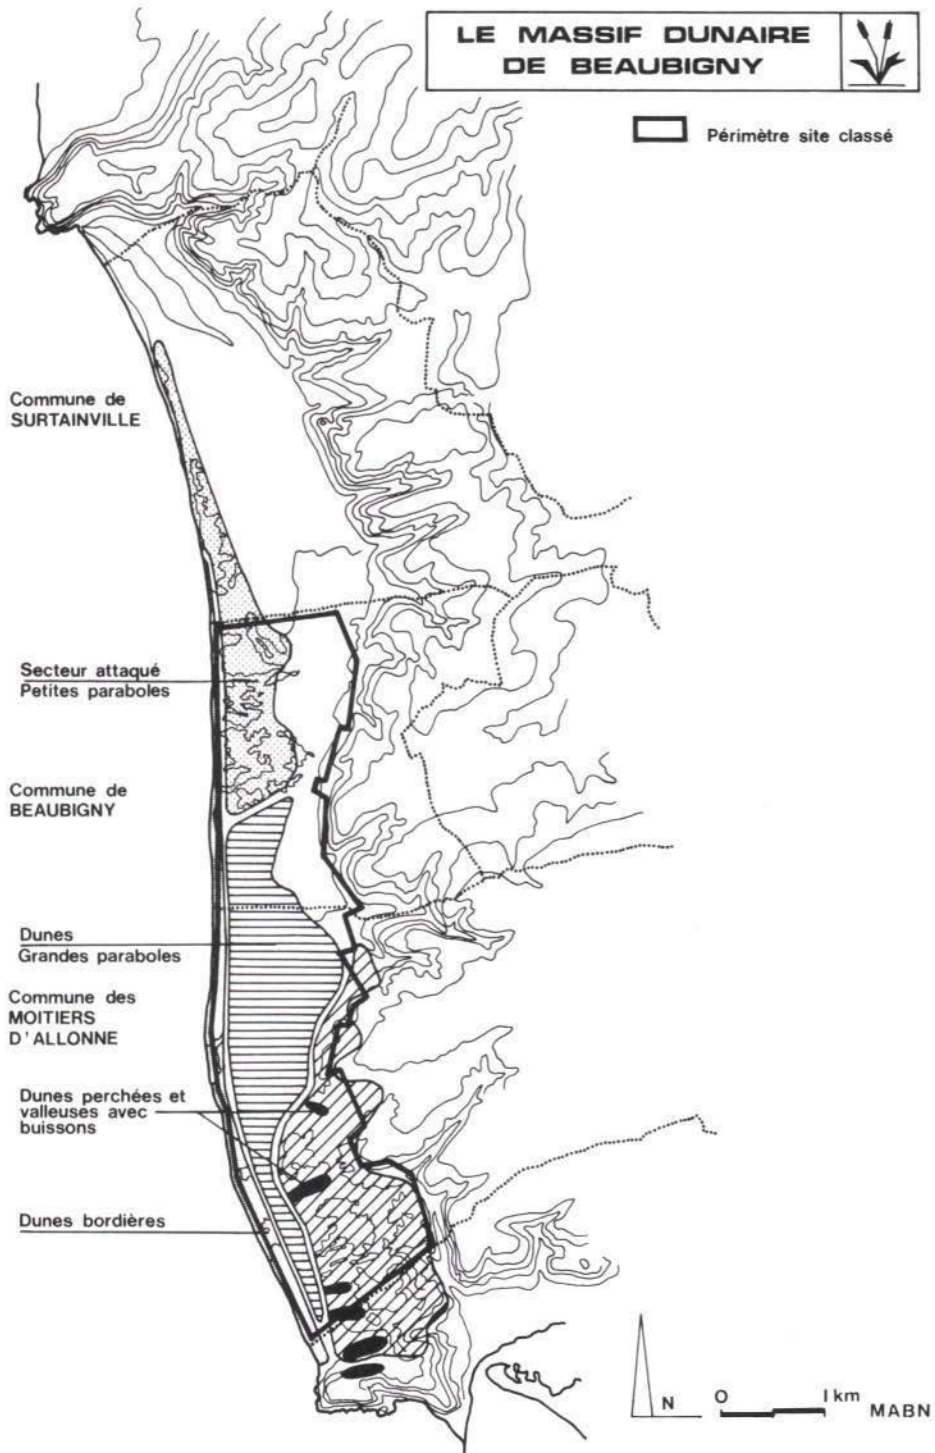 LE MASSIF DUNAIRE
DE BEAUBIGNY
Périmètre site classé
Commune de
SURTAINVILLE
Secteur attaqué
Petites paraboles
Commune de
BEAUBIGNY
Dunes
Grandes paraboles
Commune des
MOITIERS
D'ALLONNE
Dunes perchées et
valleuses avec
buissons
Dunes bordières
N
0 1 km
MABN